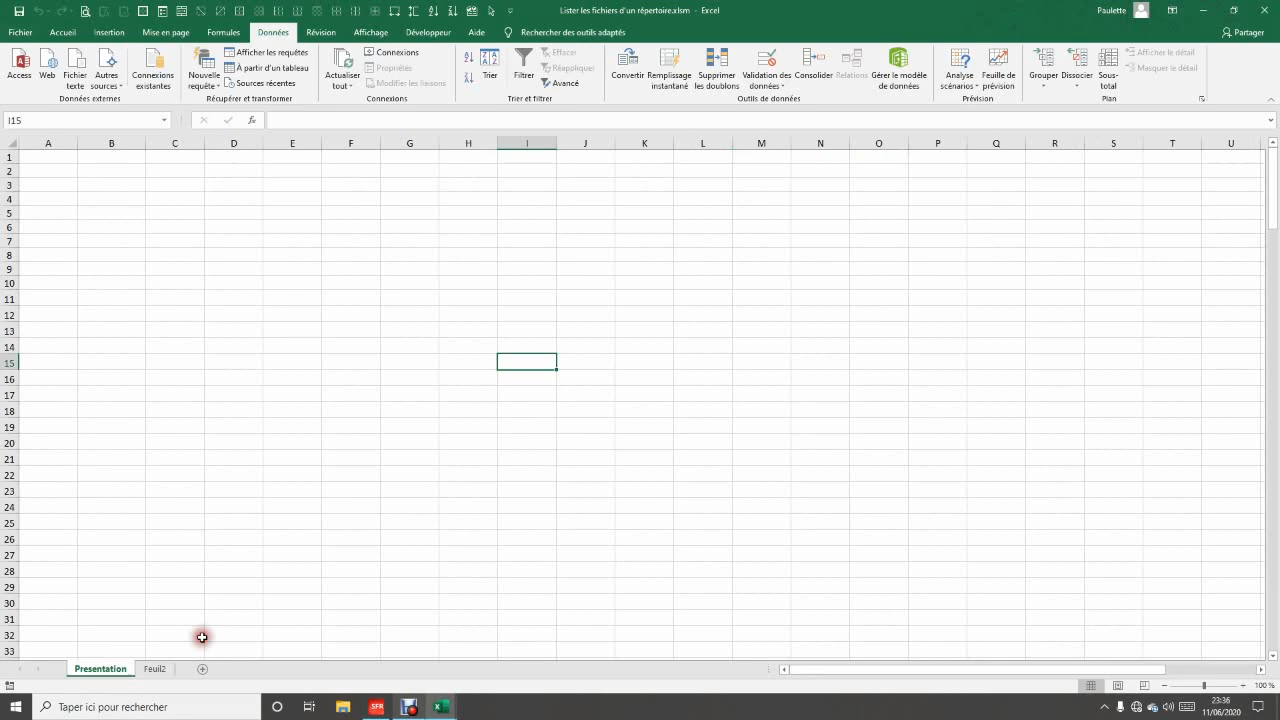 Lister les fichiers d'un répertoire.xlsm - Excel
Paulette
Fichier Accueil Insertion Mise en page Formules Données Révision Affichage Développeur Aide Rechercher des outils adaptés Partager
Access
Web
Fichier texte
Autres sources
Connexions existantes
Données externes
Nouvelle requête
Afficher les requêtes
À partir d'un tableau
Sources récentes
Récupérer et transformer
Actualiser tout
Connexions
Propriétés
Modifier les liaisons
Connexions
Trier
Filtrer
Effacer
Réappliquer
Avancé
Trier et filtrer
Convertir
Remplissage instantané
Supprimer les doublons
Validation des données
Consolider
Relations
Gérer le modèle de données
Outils de données
Analyse scénarios
Feuille de prévision
Prévision
Grouper
Dissocier
Sous-total
Afficher le détail
Masquer le détail
Plan
I15
fx
A B C D E F G H I J K L M N O P Q R S T U
1
2
3
4
5
6
7
8
9
10
11
12
13
14
15
16
17
18
19
20
21
22
23
24
25
26
27
28
29
30
31
32
33
Presentation Feuil2
100 %
Taper ici pour rechercher
SFR
23:36
11/06/2020